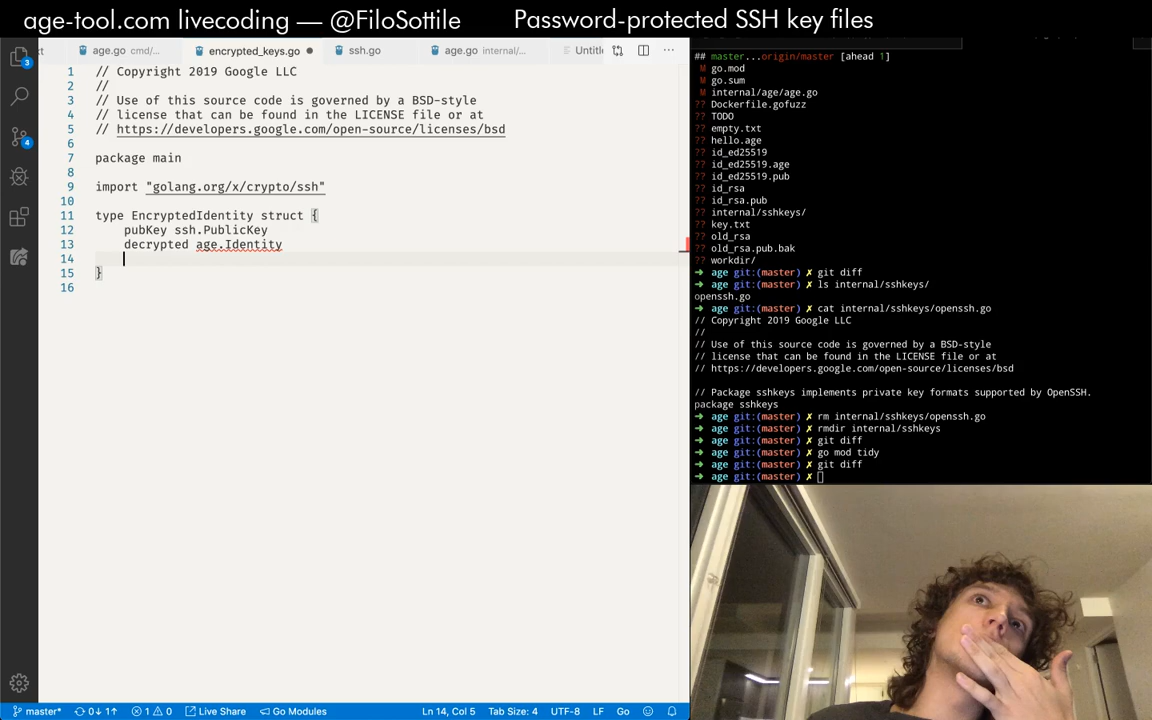 age-tool.com livecoding — @FiloSottile
Password-protected SSH key files
age.go cmd/...
encrypted_keys.go
ssh.go
age.go internal/...
Untitl
1 // Copyright 2019 Google LLC
2 //
3 // Use of this source code is governed by a BSD-style
4 // license that can be found in the LICENSE file or at
5 // https://developers.google.com/open-source/licenses/bsd
6
7 package main
8
9 import "golang.org/x/crypto/ssh"
10
11 type EncryptedIdentity struct {
12 pubKey ssh.PublicKey
13 decrypted age.Identity
14
15 }
16
3
4
## master...origin/master [ahead 1]
M go.mod
M go.sum
M internal/age/age.go
?? Dockerfile.gofuzz
?? TODO
?? empty.txt
?? hello.age
?? id_ed25519
?? id_ed25519.age
?? id_ed25519.pub
?? id_rsa
?? id_rsa.pub
?? internal/sshkeys/
?? key.txt
?? old_rsa
?? old_rsa.pub.bak
?? workdir/
➜ age git:(master) ✗ git diff
➜ age git:(master) ✗ ls internal/sshkeys/
openssh.go
➜ age git:(master) ✗ cat internal/sshkeys/openssh.go
// Copyright 2019 Google LLC
//
// Use of this source code is governed by a BSD-style
// license that can be found in the LICENSE file or at
// https://developers.google.com/open-source/licenses/bsd
// Package sshkeys implements private key formats supported by OpenSSH.
package sshkeys
➜ age git:(master) ✗ rm internal/sshkeys/openssh.go
➜ age git:(master) ✗ rmdir internal/sshkeys
➜ age git:(master) ✗ git diff
➜ age git:(master) ✗ go mod tidy
➜ age git:(master) ✗ git diff
➜ age git:(master) ✗
master* 0↓ 1↑ 1 0 Live Share Go Modules Ln 14, Col 5 Tab Size: 4 UTF-8 LF Go